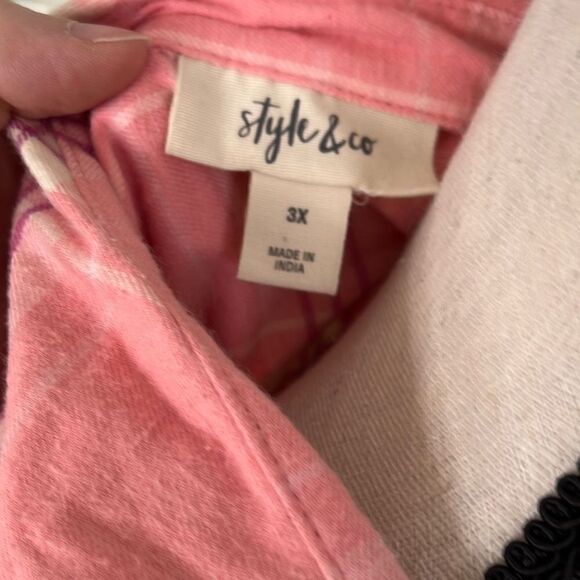 style & co
3X
MADE IN
INDIA